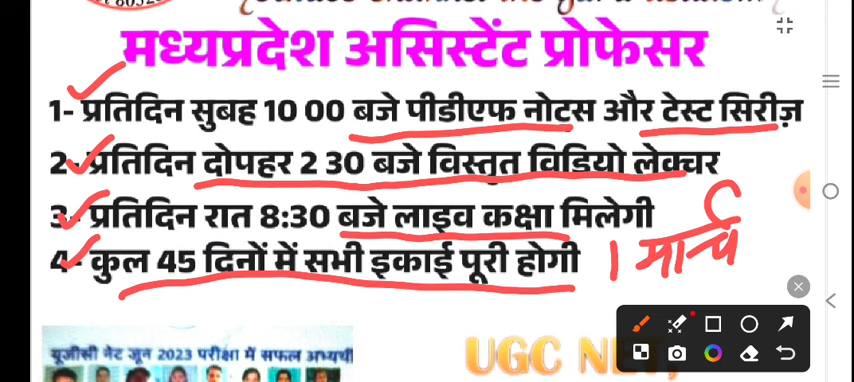 मध्यप्रदेश असिस्टेंट प्रोफेसर
1- प्रतिदिन सुबह 10 00 बजे पीडीएफ नोटस और टेस्ट सिरीज़
2- प्रतिदिन दोपहर 2 30 बजे विस्तृत विडियो लेक्चर
3- प्रतिदिन रात 8:30 बजे लाइव कक्षा मिलेगी
4- कुल 45 दिनों में सभी इकाई पूरी होगी
1 मार्च
यूजीसी नेट जून 2023 परीक्षा में सफल अभ्यर्थी
UGC NET,